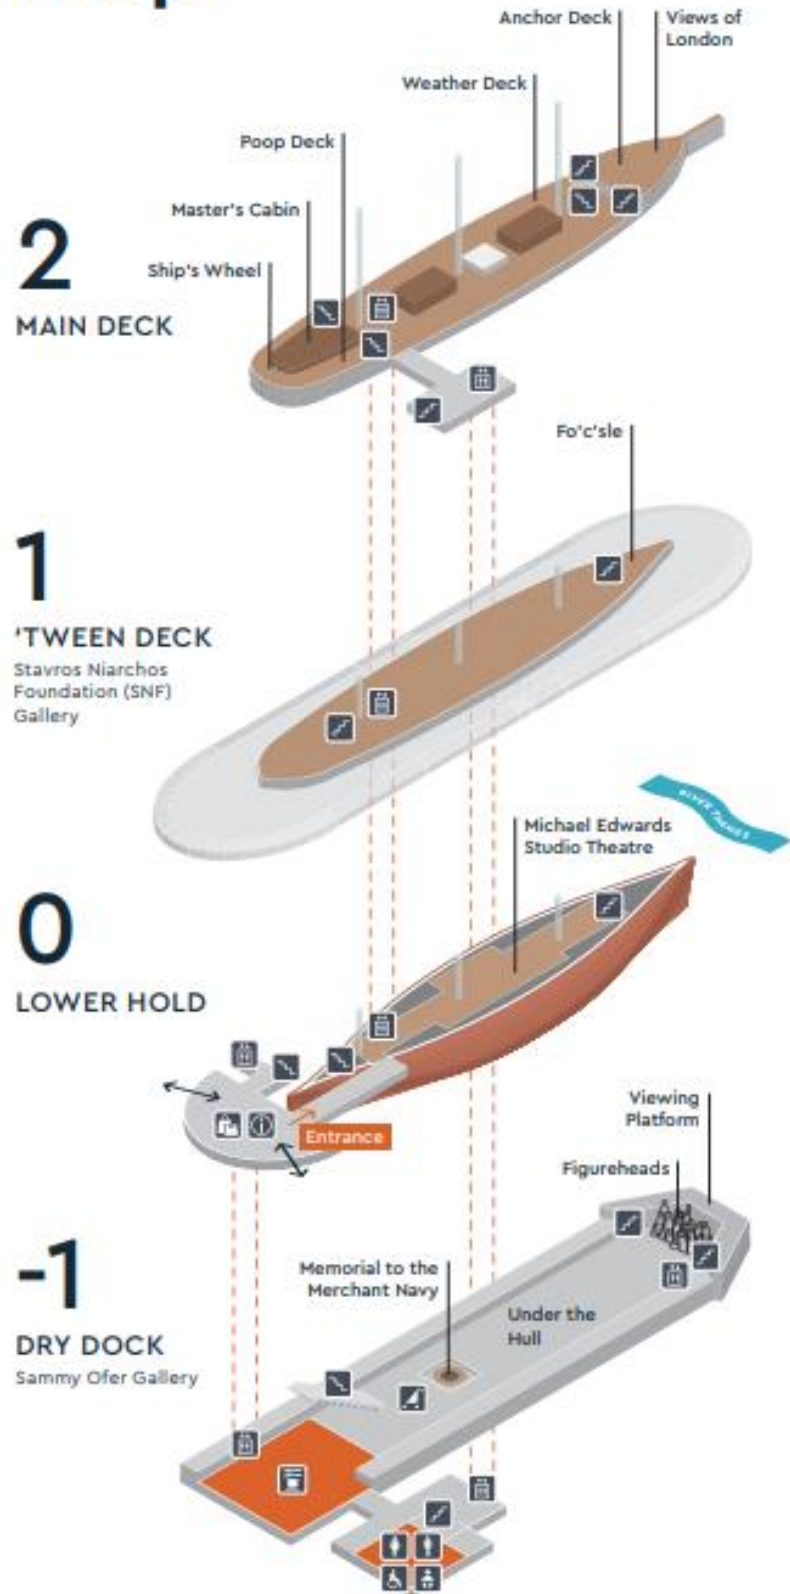 Anchor Deck
Views of
London
Weather Deck
Poop Deck
Master's Cabin
Ship's Wheel
2
MAIN DECK
Fo'c'sle
1
'TWEEN DECK
Stavros Niarchos
Foundation (SNF)
Gallery
RIVER THAMES
Michael Edwards
Studio Theatre
0
LOWER HOLD
Entrance
Viewing
Platform
Figureheads
-1
DRY DOCK
Sammy Ofer Gallery
Memorial to the
Merchant Navy
Under the
Hull